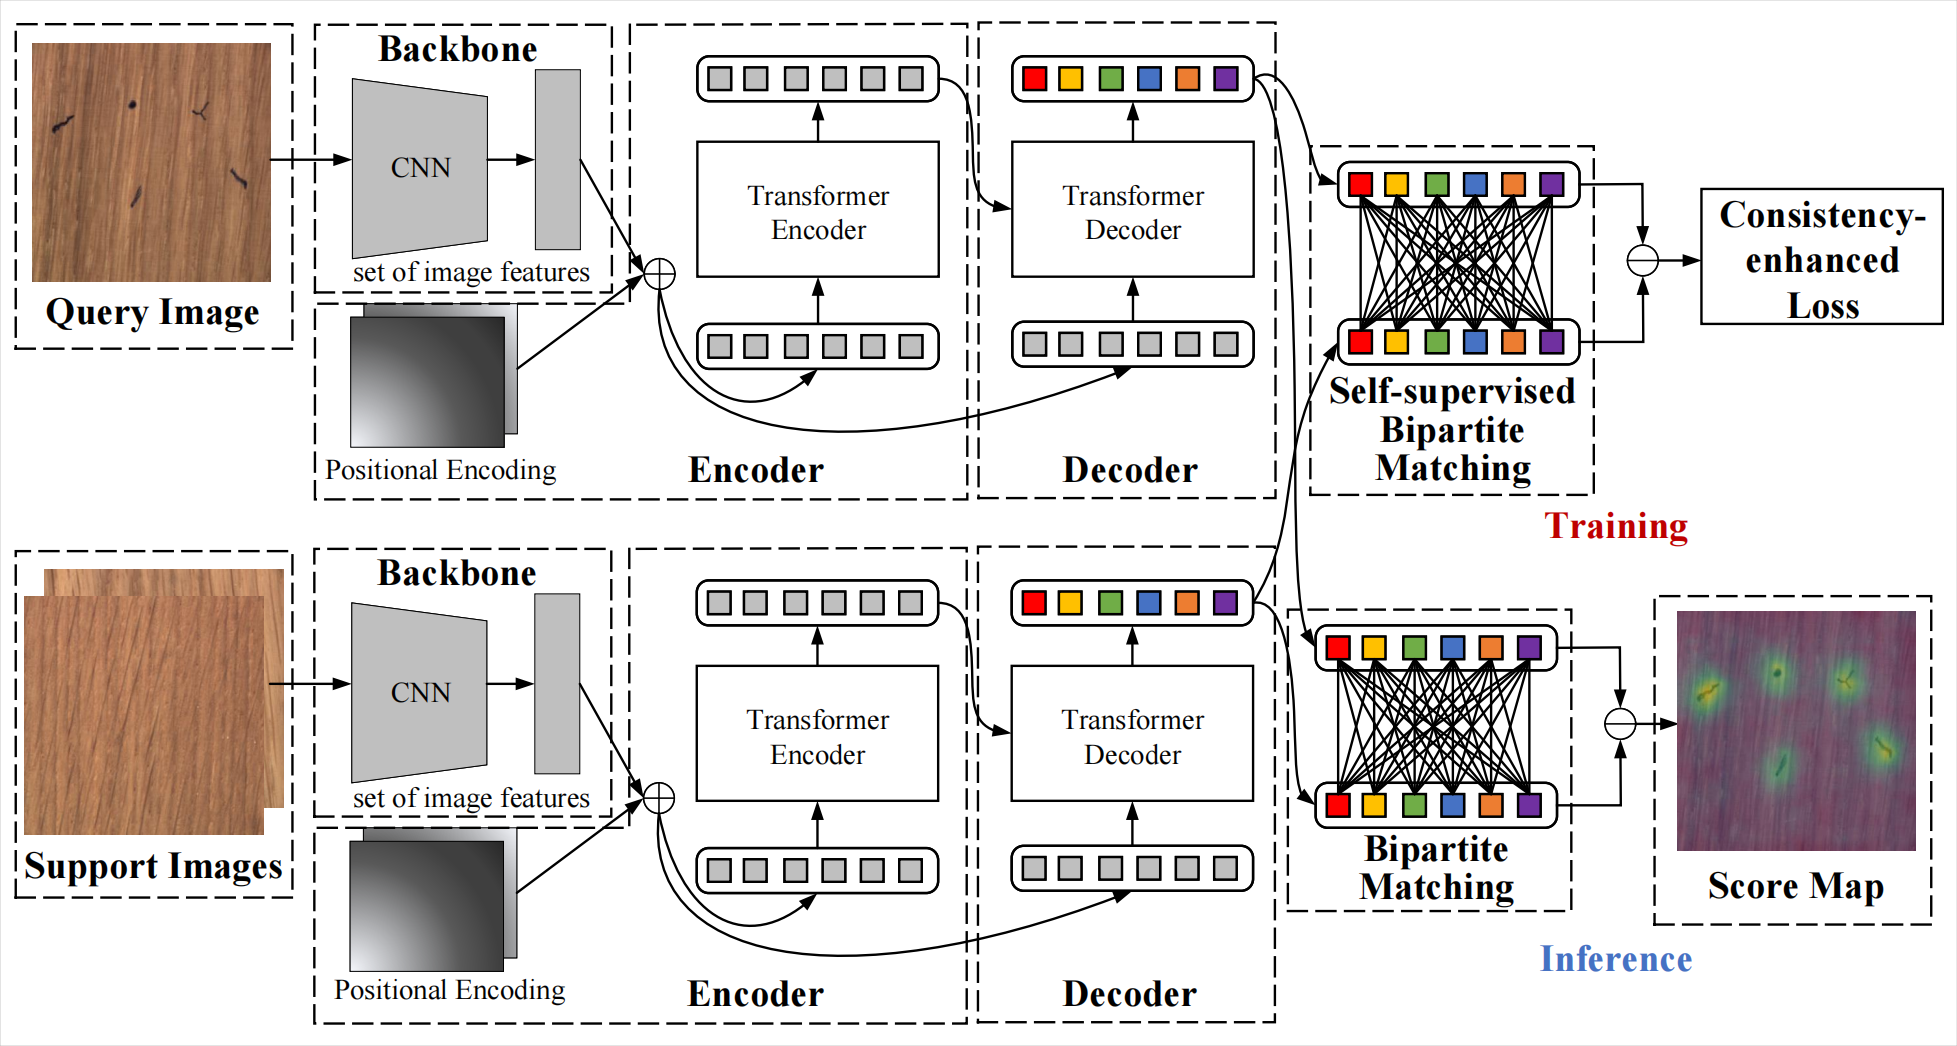 Backbone
CNN
set of image features
Query Image
Positional Encoding
Transformer
Encoder
Encoder
Transformer
Decoder
Decoder
Self-supervised
Bipartite
Matching
Consistency-
enhanced
Loss
Training
Backbone
CNN
set of image features
Support Images
Positional Encoding
Transformer
Encoder
Encoder
Transformer
Decoder
Decoder
Bipartite
Matching
Score Map
Inference